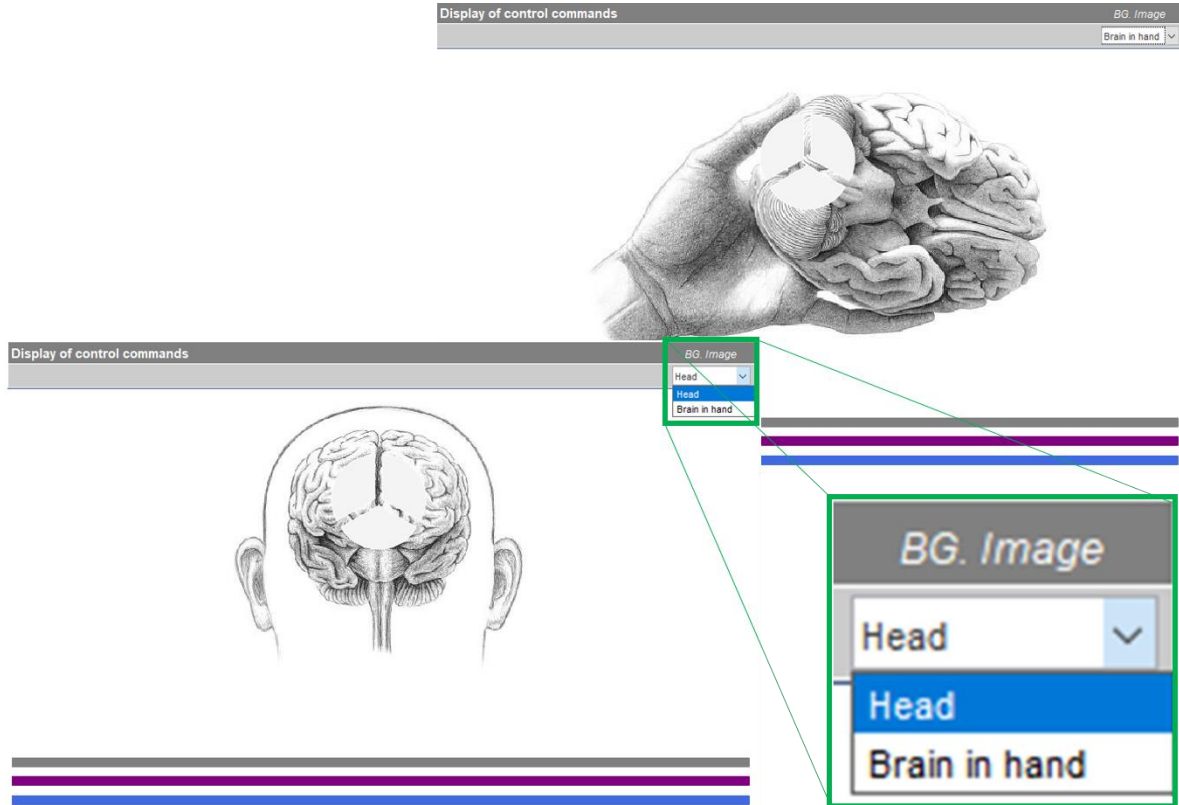 Display of control commands BG. Image
Brain in hand
Display of control commands BG. Image
Head
Head
Brain in hand
BG. Image
Head
Head
Brain in hand